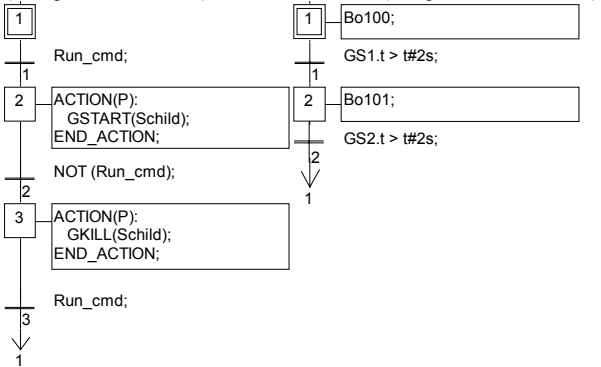 1
Run_cmd;
1
2
ACTION(P):
GSTART(Schild);
END_ACTION;
NOT (Run_cmd);
2
3
ACTION(P):
GKILL(Schild);
END_ACTION;
Run_cmd;
3
1
1
Bo100;
GS1.t > t#2s;
1
2
Bo101;
GS2.t > t#2s;
2
1